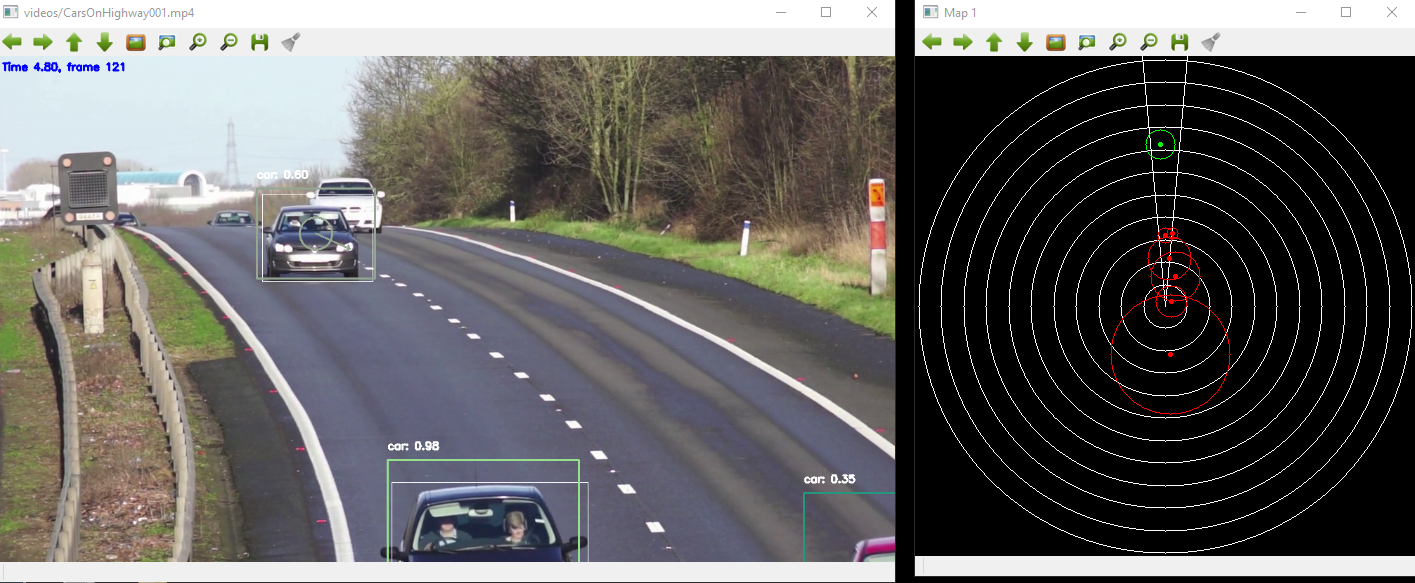 videos/CarsOnHighway001.mp4
Map 1
Time 4.80, frame 121
car: 0.60
car: 0.98
car: 0.35